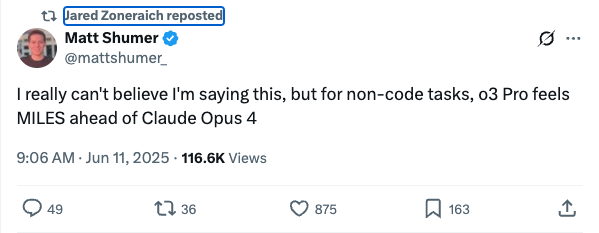 Jared Zoneraich reposted
Matt Shumer
@mattshumer_
I really can't believe I'm saying this, but for non-code tasks, o3 Pro feels
MILES ahead of Claude Opus 4
9:06 AM · Jun 11, 2025 · 116.6K Views
49 36 875 163